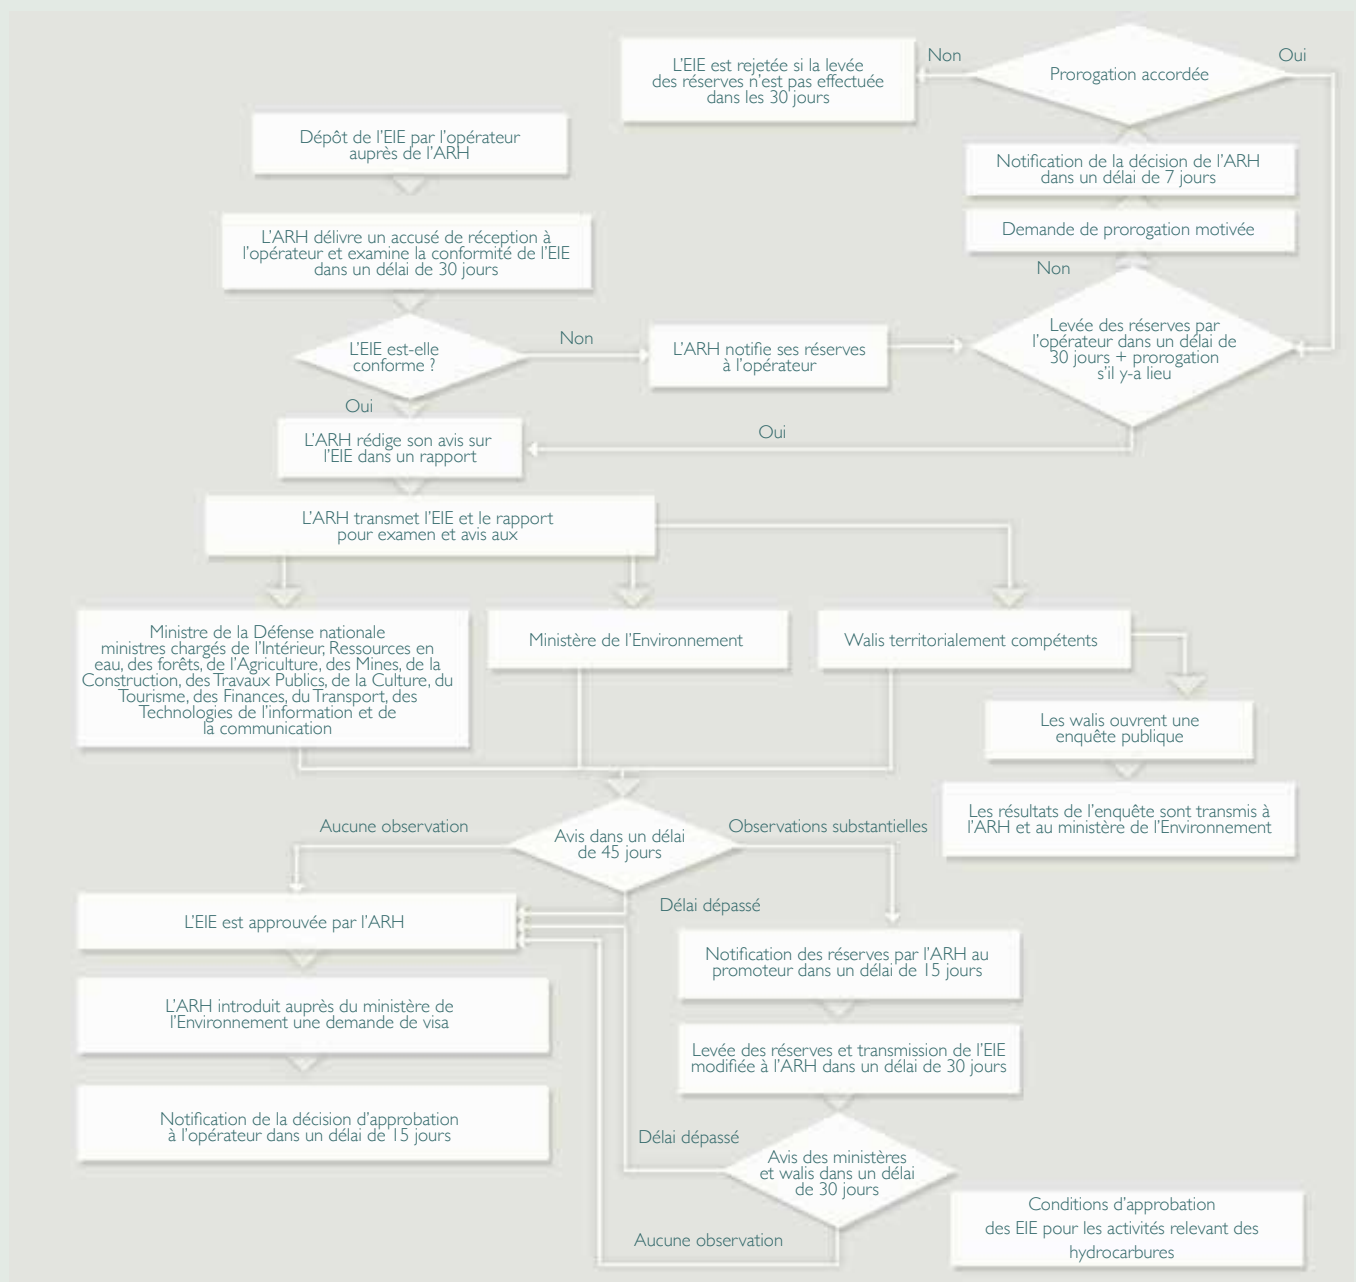 Dépôt de l'EIE par l'opérateur
auprès de l'ARH
L'ARH délivre un accusé de réception à
l'opérateur et examine la conformité de l'EIE
dans un délai de 30 jours
L'EIE est-elle
conforme ?
Non
L'ARH notifie ses réserves
à l'opérateur
Levée des réserves par
l'opérateur dans un délai de
30 jours + prorogation
s'il y-a lieu
Non
Demande de prorogation motivée
Notification de la décision de l'ARH
dans un délai de 7 jours
Prorogation accordée
Oui
Non
L'EIE est rejetée si la levée
des réserves n'est pas effectuée
dans les 30 jours
Oui
Oui
L'ARH rédige son avis sur
l'EIE dans un rapport
L'ARH transmet l'EIE et le rapport
pour examen et avis aux
Ministre de la Défense nationale
ministres chargés de l'Intérieur, Ressources en
eau, des forêts, de l'Agriculture, des Mines, de la
Construction, des Travaux Publics, de la Culture, du
Tourisme, des Finances, du Transport, des
Technologies de l'information et de
la communication
Ministère de l'Environnement
Walis territorialement compétents
Les walis ouvrent une
enquête publique
Les résultats de l'enquête sont transmis à
l'ARH et au ministère de l'Environnement
Avis dans un délai
de 45 jours
Aucune observation
Observations substantielles
Délai dépassé
L'EIE est approuvée par l'ARH
L'ARH introduit auprès du ministère de
l'Environnement une demande de visa
Notification de la décision d'approbation
à l'opérateur dans un délai de 15 jours
Notification des réserves par l'ARH au
promoteur dans un délai de 15 jours
Levée des réserves et transmission de l'EIE
modifiée à l'ARH dans un délai de 30 jours
Avis des ministères
et walis dans un délai
de 30 jours
Délai dépassé
Aucune observation
Conditions d'approbation
des EIE pour les activités relevant des
hydrocarbures